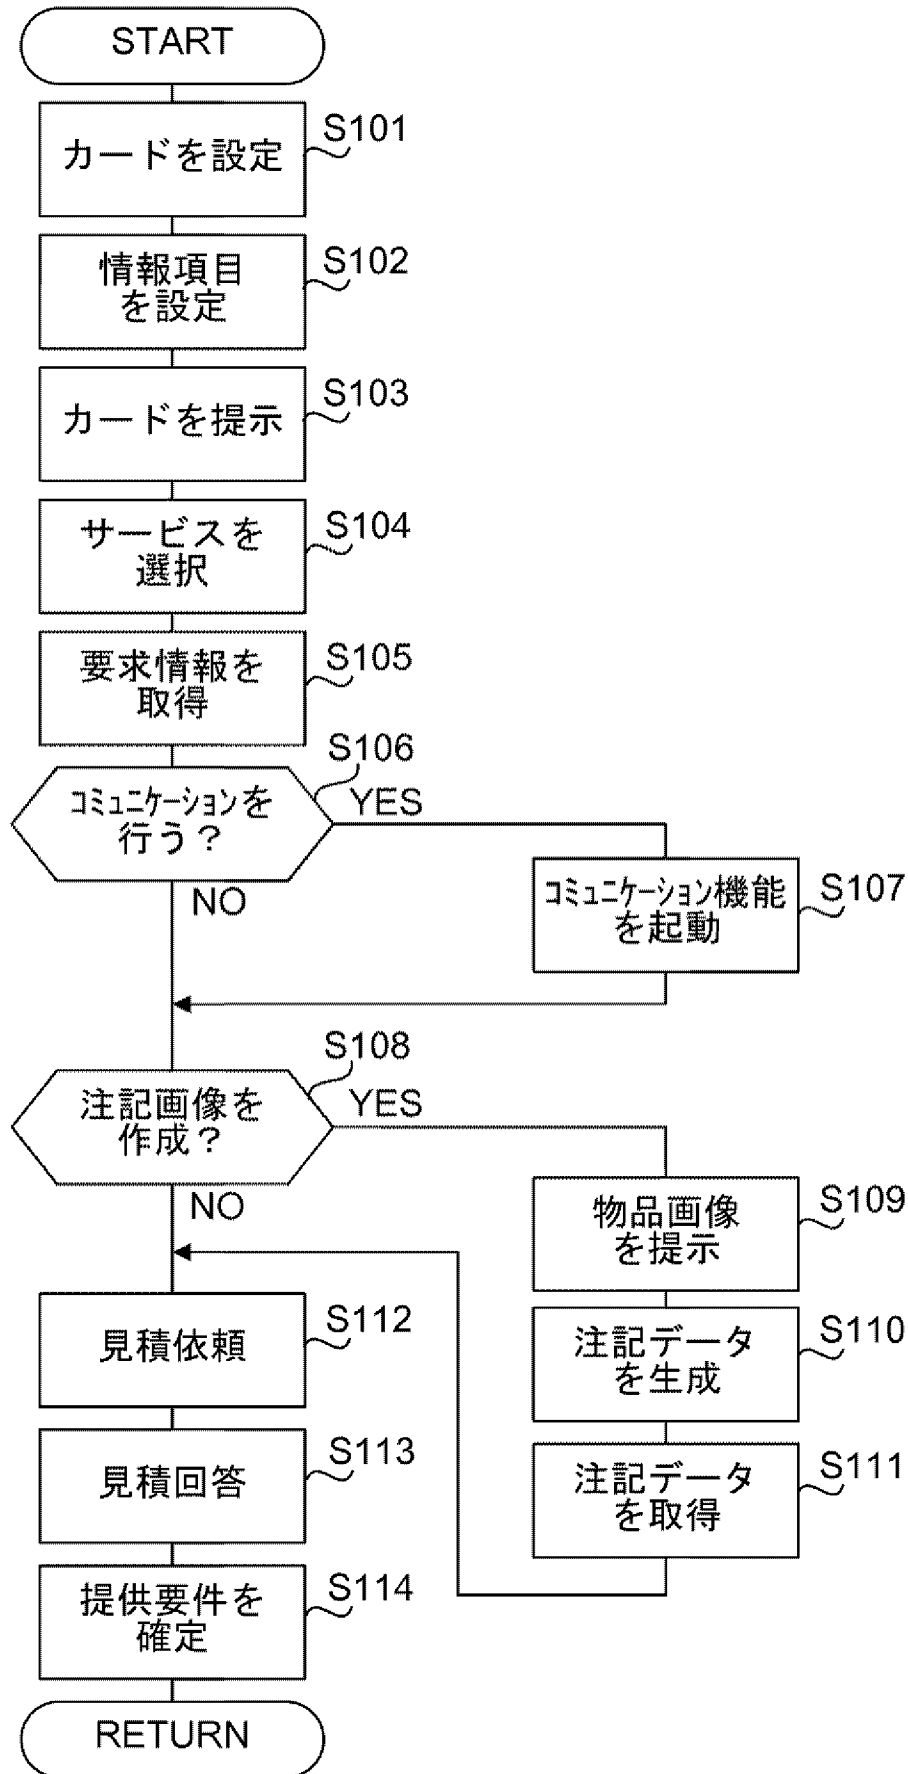 START
カードを設定
S101
情報項目
を設定
S102
カードを提示
S103
サービスを
選択
S104
要求情報を
取得
S105
S106
コミュニケーションを
行う？
YES
NO
コミュニケーション機能
を起動
S107
S108
注記画像を
作成？
YES
NO
物品画像
を提示
S109
注記データ
を生成
S110
注記データ
を取得
S111
見積依頼
S112
見積回答
S113
提供要件を
確定
S114
RETURN